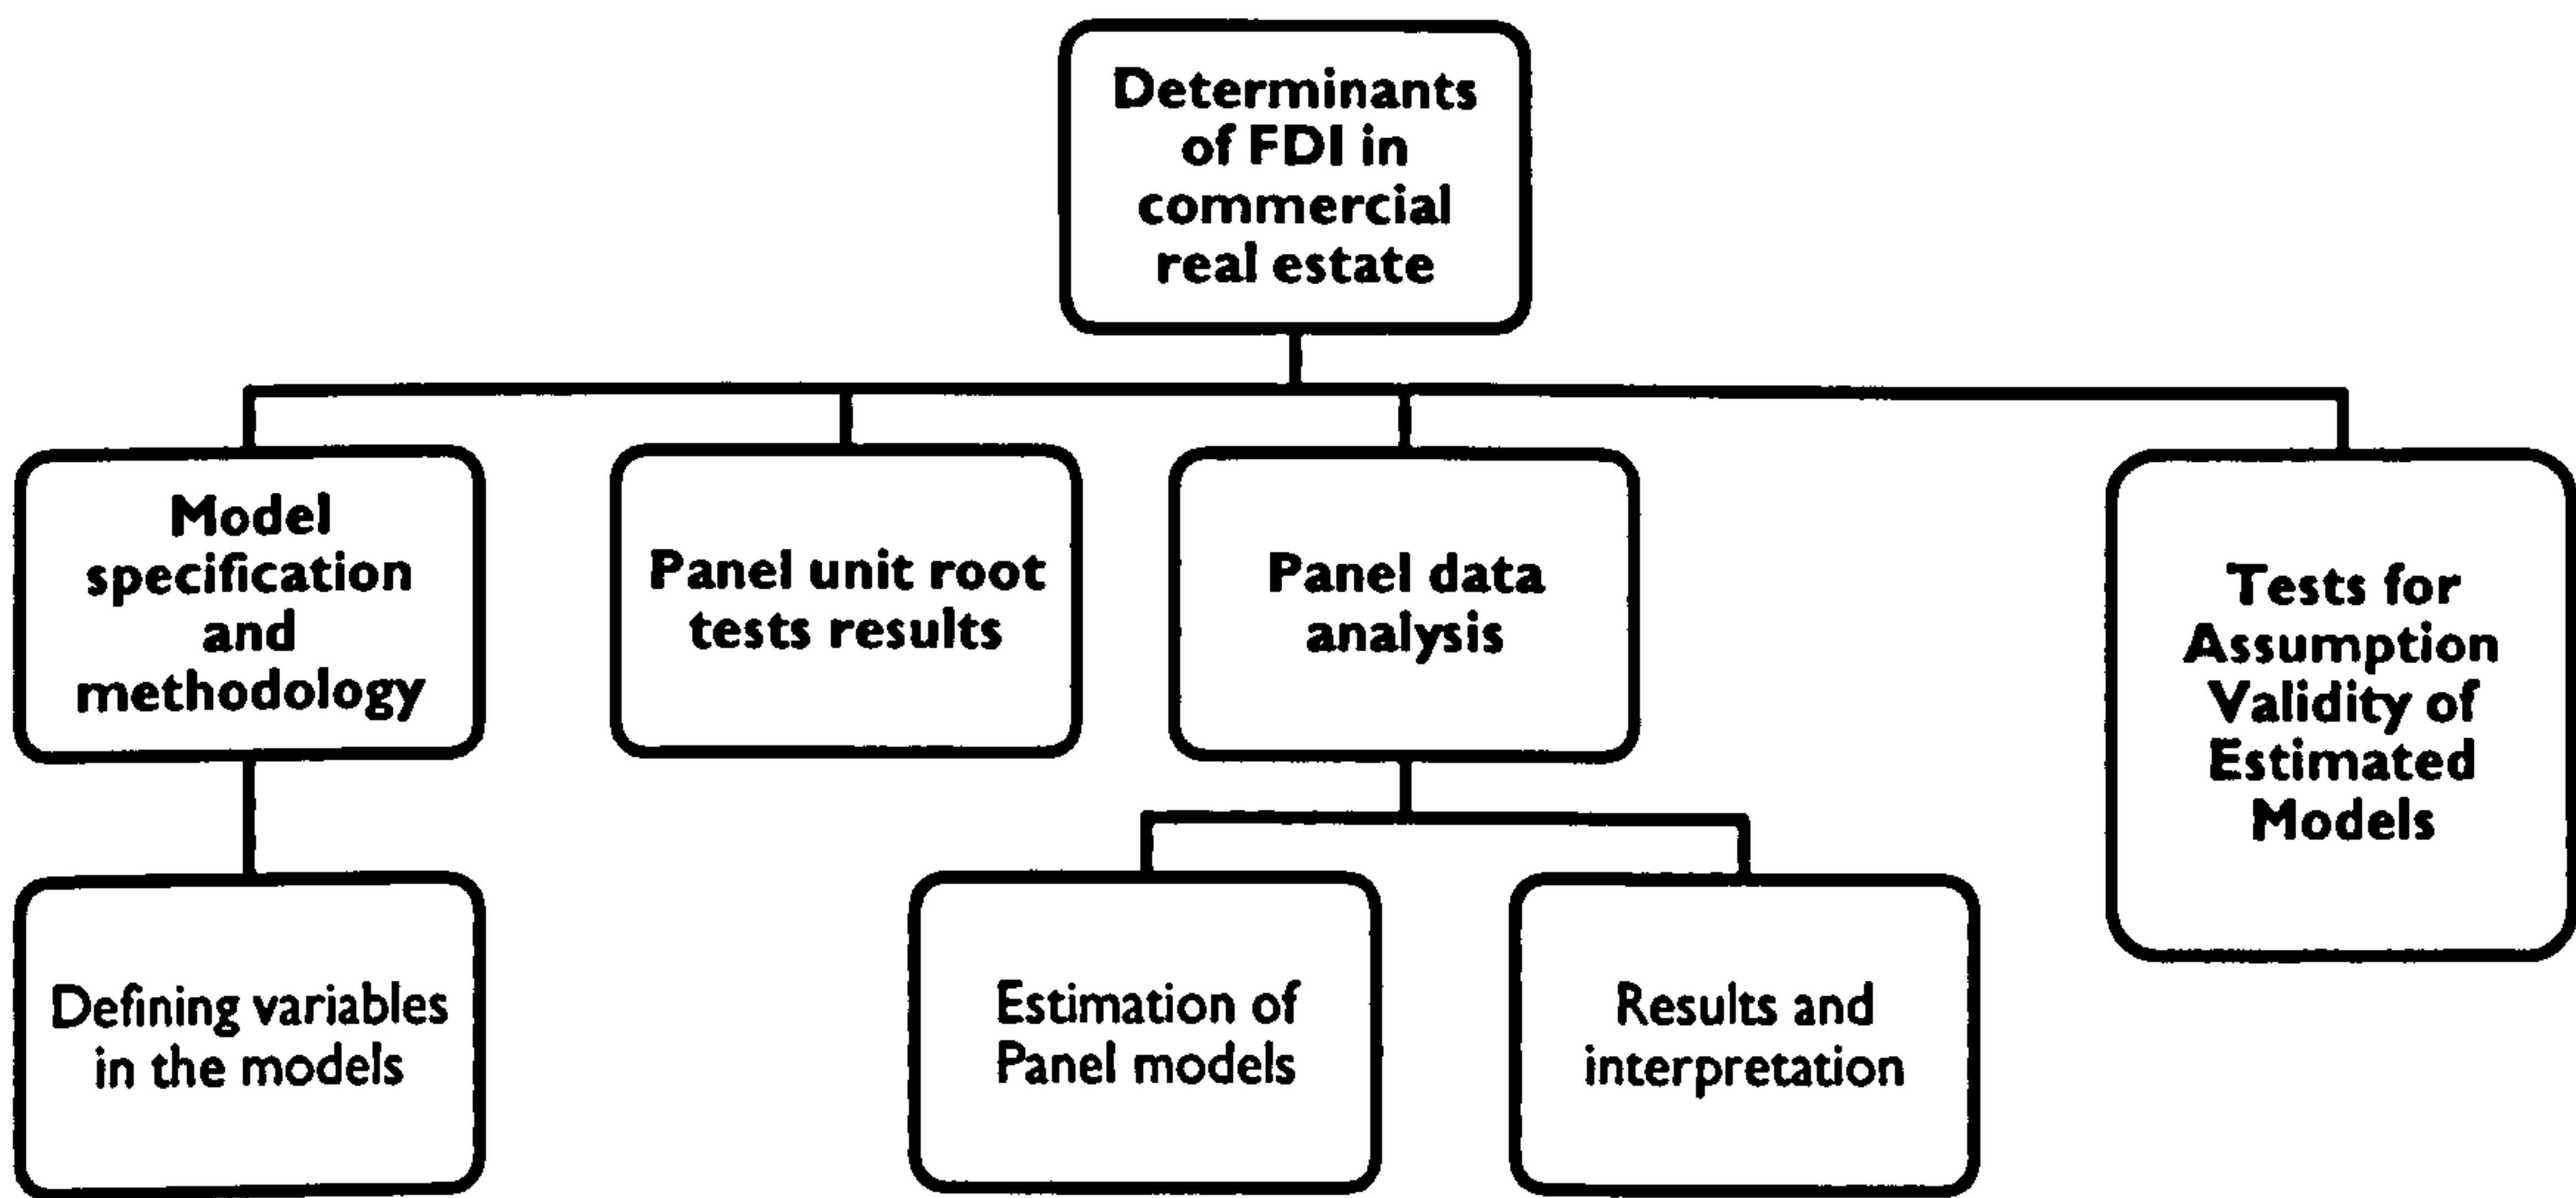 Determinants
of FDI in
commercial
real estate
Model
specification
and
methodology
Panel unit root
tests results
Panel data
analysis
Tests for
Assumption
Validity of
Estimated
Models
Defining variables
in the models
Estimation of
Panel models
Results and
interpretation